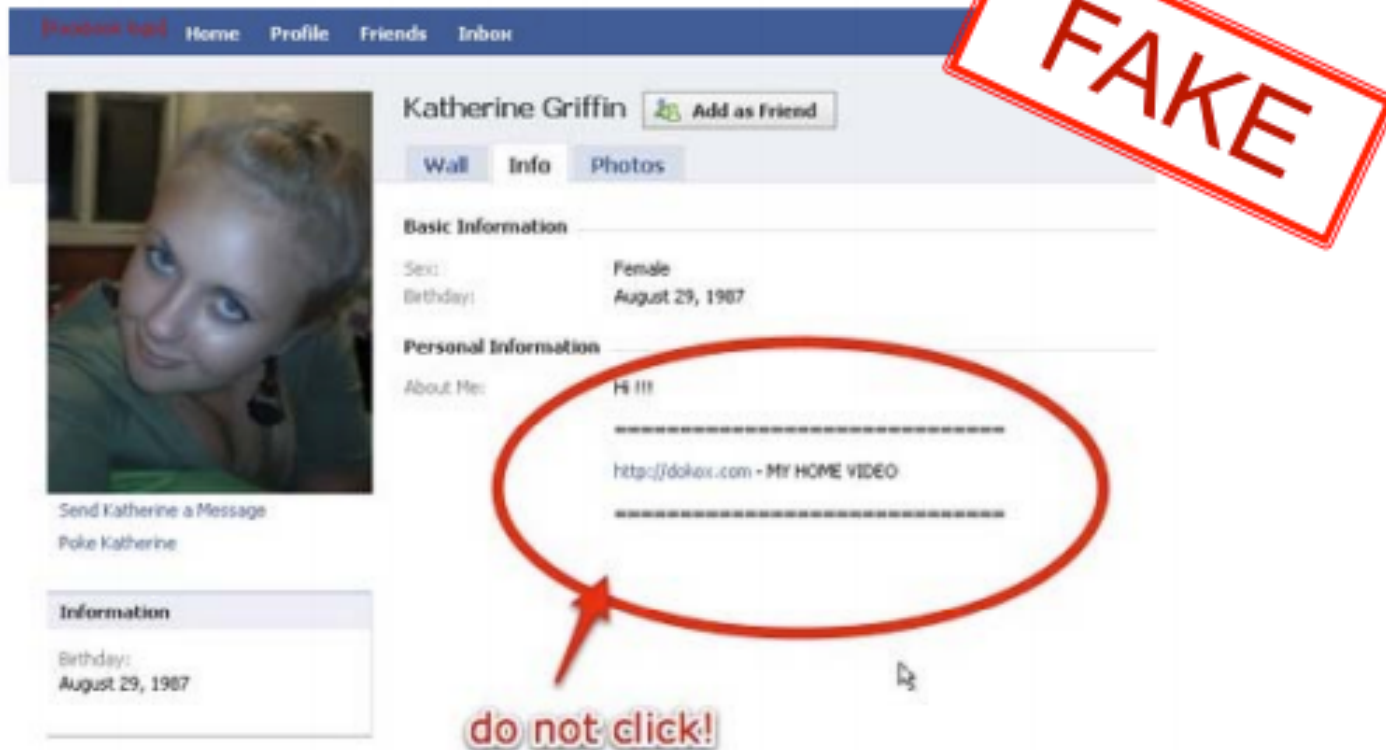 [Facebook logo] Home Profile Friends Inbox
FAKE
Katherine Griffin Add as Friend
Wall Info Photos
Basic Information
Sex: Female
Birthday: August 29, 1987
Personal Information
About Me: Hi !!!
==============================
http://dokox.com - MY HOME VIDEO
==============================
Send Katherine a Message
Poke Katherine
Information
Birthday:
August 29, 1987
do not click!